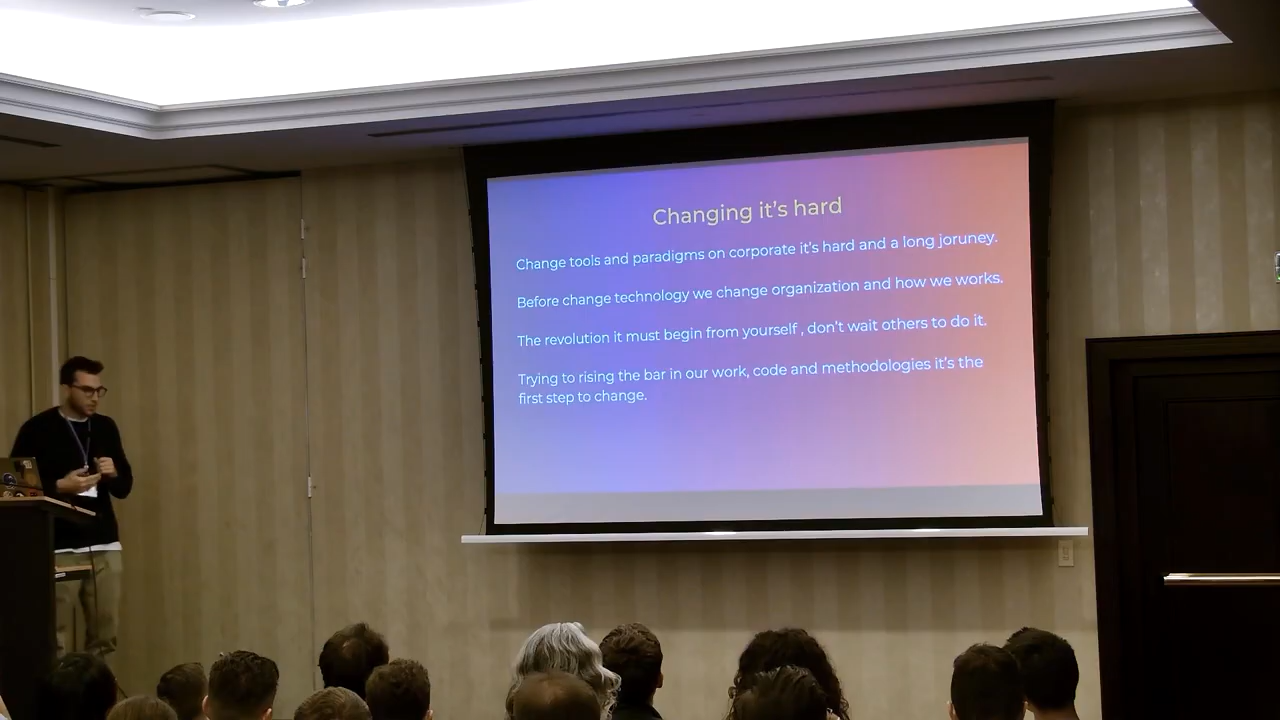 Changing it's hard
Change tools and paradigms on corporate it's hard and a long joruney.
Before change technology we change organization and how we works.
The revolution it must begin from yourself , don't wait others to do it.
Trying to rising the bar in our work, code and methodologies it's the
first step to change.